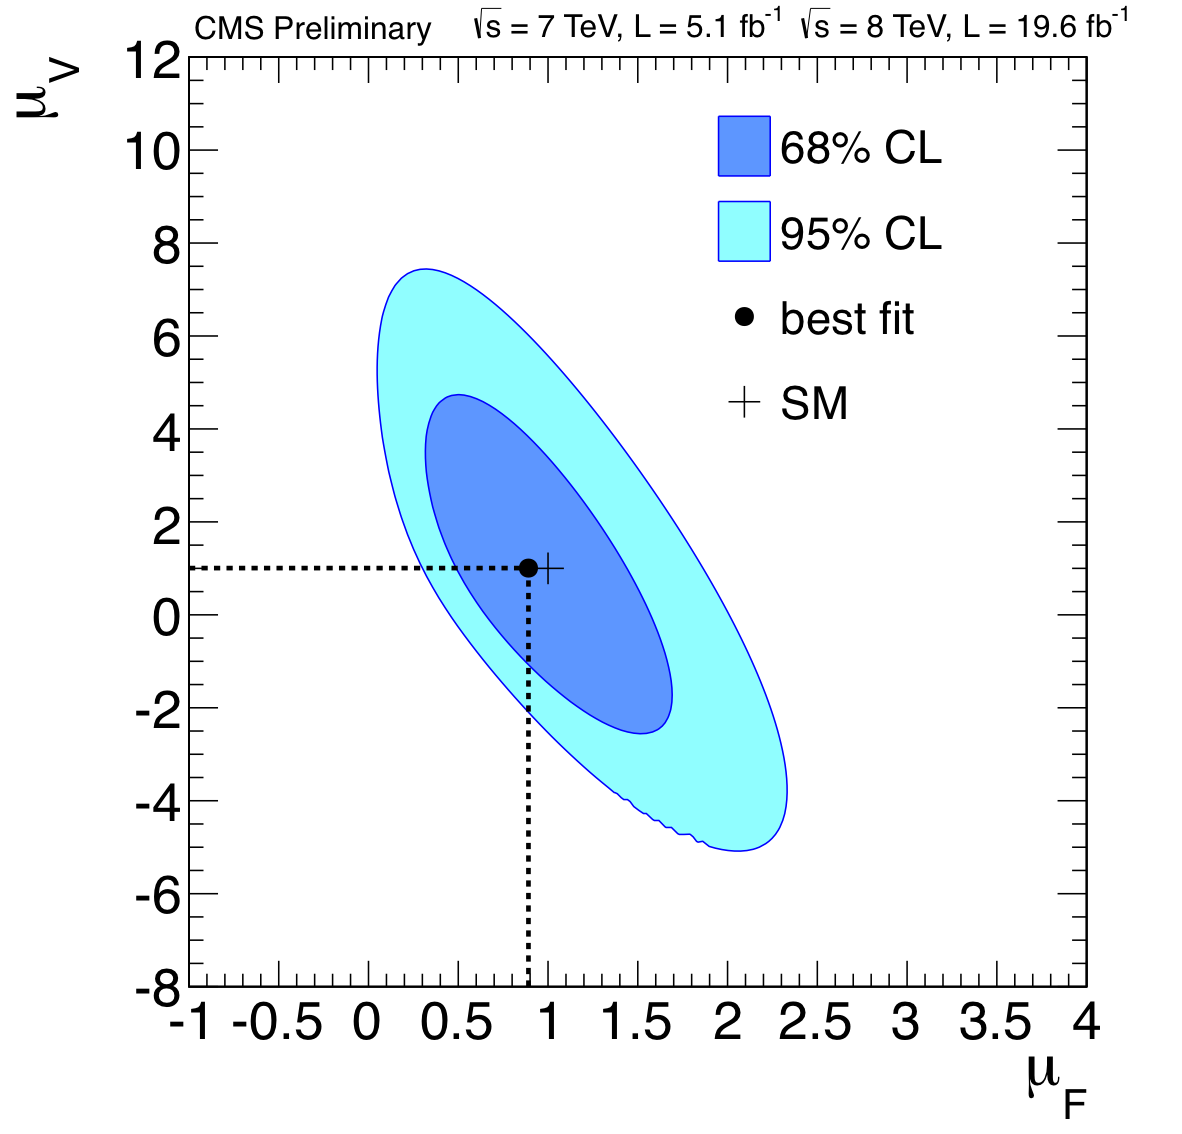 CMS Preliminary √s = 7 TeV, L = 5.1 fb⁻¹ √s = 8 TeV, L = 19.6 fb⁻¹
μV
12
10
8
6
4
2
0
-2
-4
-6
-8
68% CL
95% CL
best fit
SM
-1 -0.5 0 0.5 1 1.5 2 2.5 3 3.5 4
μF